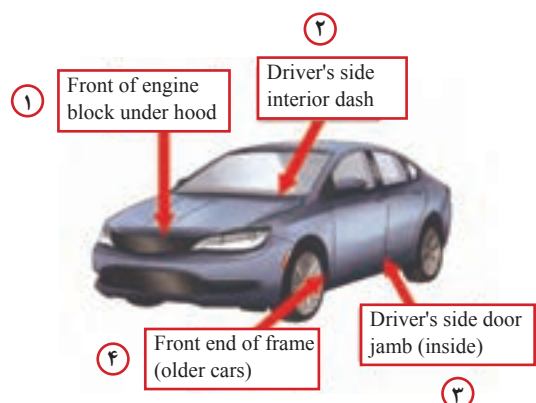 ۱
Front of engine
block under hood
۲
Driver's side
interior dash
۳
Driver's side door
jamb (inside)
۴
Front end of frame
(older cars)